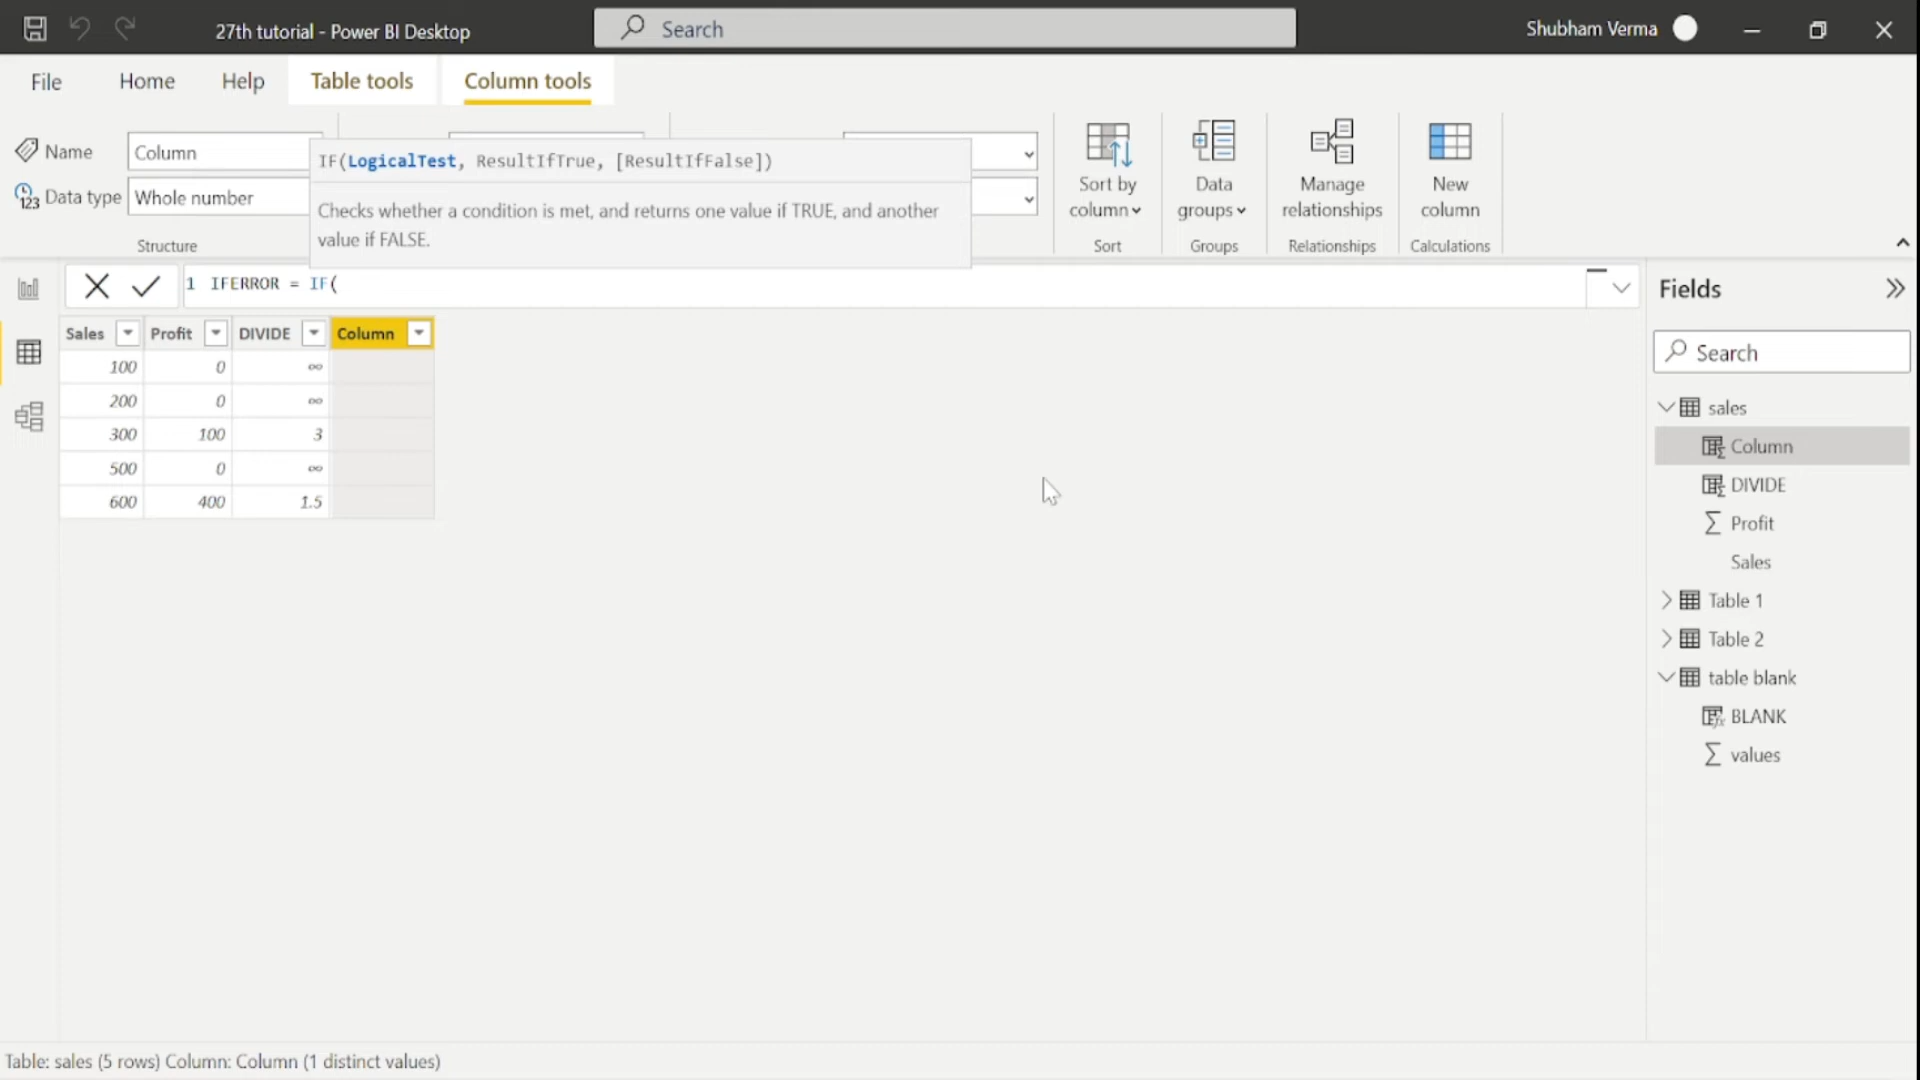 27th tutorial - Power BI Desktop
Search
Shubham Verma
File Home Help Table tools Column tools
Name Column
Data type Whole number
Structure
IF(LogicalTest, ResultIfTrue, [ResultIfFalse])
Checks whether a condition is met, and returns one value if TRUE, and another
value if FALSE.
Sort by
column
Sort
Data
groups
Groups
Manage
relationships
Relationships
New
column
Calculations
1 IFERROR = IF(
Sales Profit DIVIDE Column
100 0 ∞
200 0 ∞
300 100 3
500 0 ∞
600 400 1.5
Fields
Search
sales
Column
DIVIDE
Profit
Sales
Table 1
Table 2
table blank
BLANK
values
Table: sales (5 rows) Column: Column (1 distinct values)